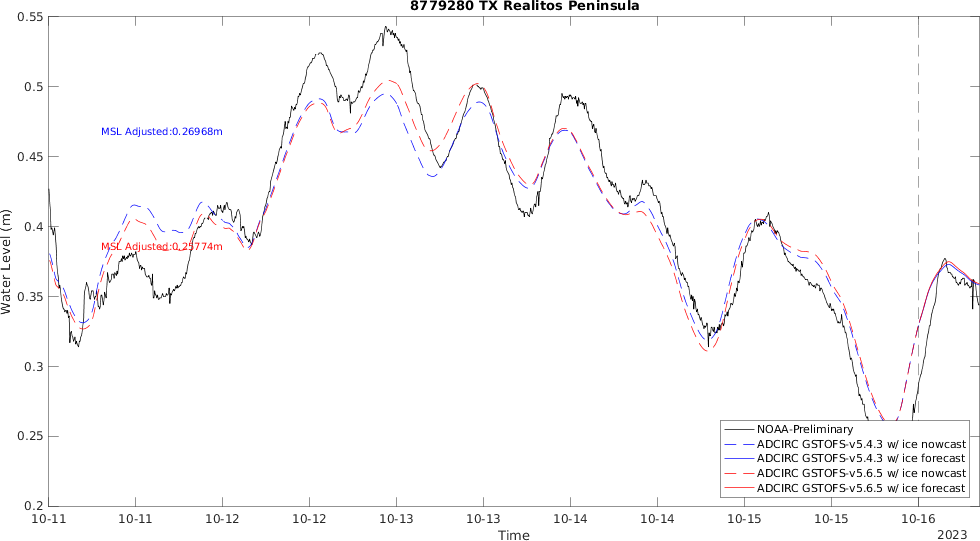 8779280 TX Realitos Peninsula
0.55
0.5
0.45
0.4
0.35
0.3
0.25
0.2
Water Level (m)
MSL Adjusted:0.26968m
MSL Adjusted:0.25774m
NOAA-Preliminary
ADCIRC GSTOFS-v5.4.3 w/ ice nowcast
ADCIRC GSTOFS-v5.4.3 w/ ice forecast
ADCIRC GSTOFS-v5.6.5 w/ ice nowcast
ADCIRC GSTOFS-v5.6.5 w/ ice forecast
10-11 10-11 10-12 10-12 10-13 10-13 10-14 10-14 10-15 10-15 10-16
Time
2023